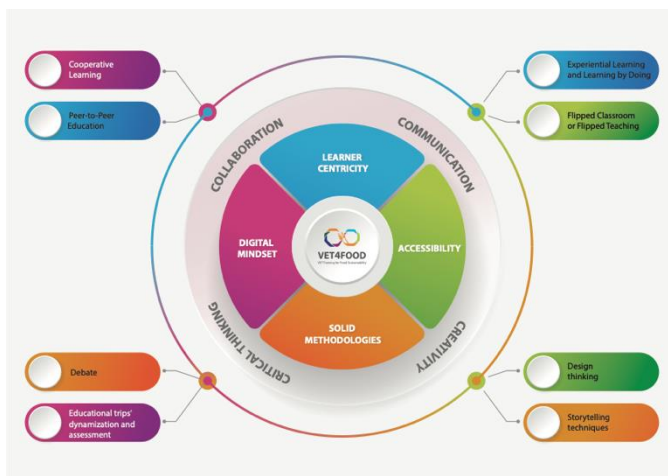 Cooperative
Learning
Peer-to-Peer
Education
Experiential Learning
and Learning by Doing
Flipped Classroom
or Flipped Teaching
COLLABORATION
COMMUNICATION
LEARNER
CENTRICITY
DIGITAL
MINDSET
VET4FOOD
ACCESSIBILITY
SOLID
METHODOLOGIES
CRITICAL THINKING
CREATIVITY
Debate
Educational trips'
dynamization and
assessment
Design
thinking
Storytelling
techniques